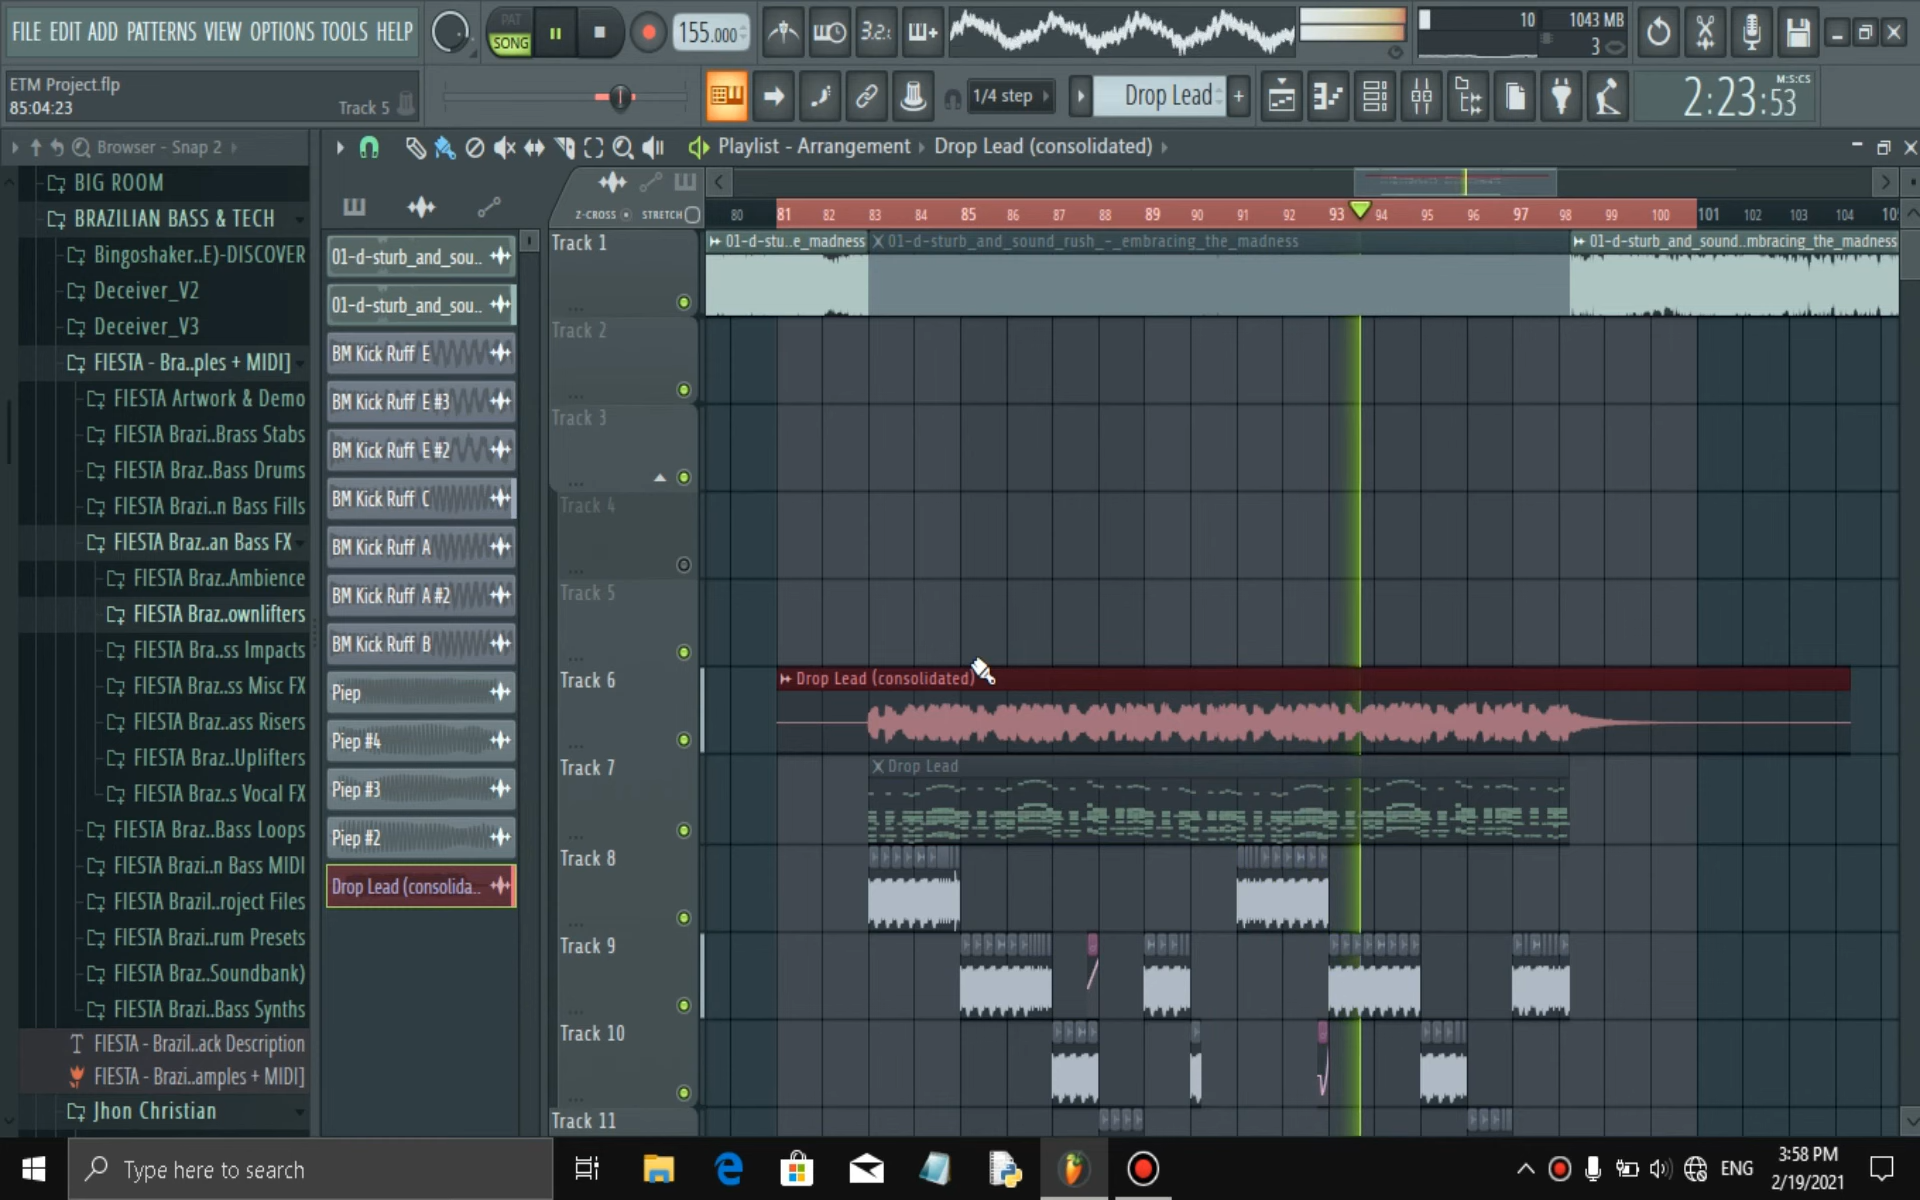 FILE EDIT ADD PATTERNS VIEW OPTIONS TOOLS HELP
PAT
SONG
155.000
3.2.
10
1043 MB
3
ETM Project.flp
85:04:23
Track 5
1/4 step
Drop Lead
+
M:S:CS
2:23:53
Browser - Snap 2
Playlist - Arrangement › Drop Lead (consolidated)
BIG ROOM
BRAZILIAN BASS & TECH
Bingoshaker..E)-DISCOVER
Deceiver_V2
Deceiver_V3
FIESTA - Bra..ples + MIDI]
FIESTA Artwork & Demo
FIESTA Brazi..Brass Stabs
FIESTA Braz..Bass Drums
FIESTA Brazi..n Bass Fills
FIESTA Braz..an Bass FX
FIESTA Braz..Ambience
FIESTA Braz..ownlifters
FIESTA Bra..ss Impacts
FIESTA Braz..ss Misc FX
FIESTA Braz..ass Risers
FIESTA Braz..Uplifters
FIESTA Braz..s Vocal FX
FIESTA Braz..Bass Loops
FIESTA Brazi..n Bass MIDI
FIESTA Brazil..roject Files
FIESTA Brazi..rum Presets
FIESTA Braz..Soundbank)
FIESTA Brazi..Bass Synths
FIESTA - Brazil..ack Description
FIESTA - Brazi..amples + MIDI]
Jhon Christian
01-d-sturb_and_sou..
01-d-sturb_and_sou..
BM Kick Ruff E
BM Kick Ruff E #3
BM Kick Ruff E #2
BM Kick Ruff C
BM Kick Ruff A
BM Kick Ruff A #2
BM Kick Ruff B
Piep
Piep #4
Piep #3
Piep #2
Drop Lead (consolida..
Z-CROSS STRETCH
80 81 82 83 84 85 86 87 88 89 90 91 92 93 94 95 96 97 98 99 100 101 102 103 104 10
Track 1
01-d-stu..e_madness
01-d-sturb_and_sound_rush_-_embracing_the_madness
01-d-sturb_and_sound..mbracing_the_madness
Track 2
Track 3
Track 4
Track 5
Track 6
Drop Lead (consolidated)
Track 7
Drop Lead
Track 8
Track 9
Track 10
Track 11
Type here to search
ENG
3:58 PM
2/19/2021